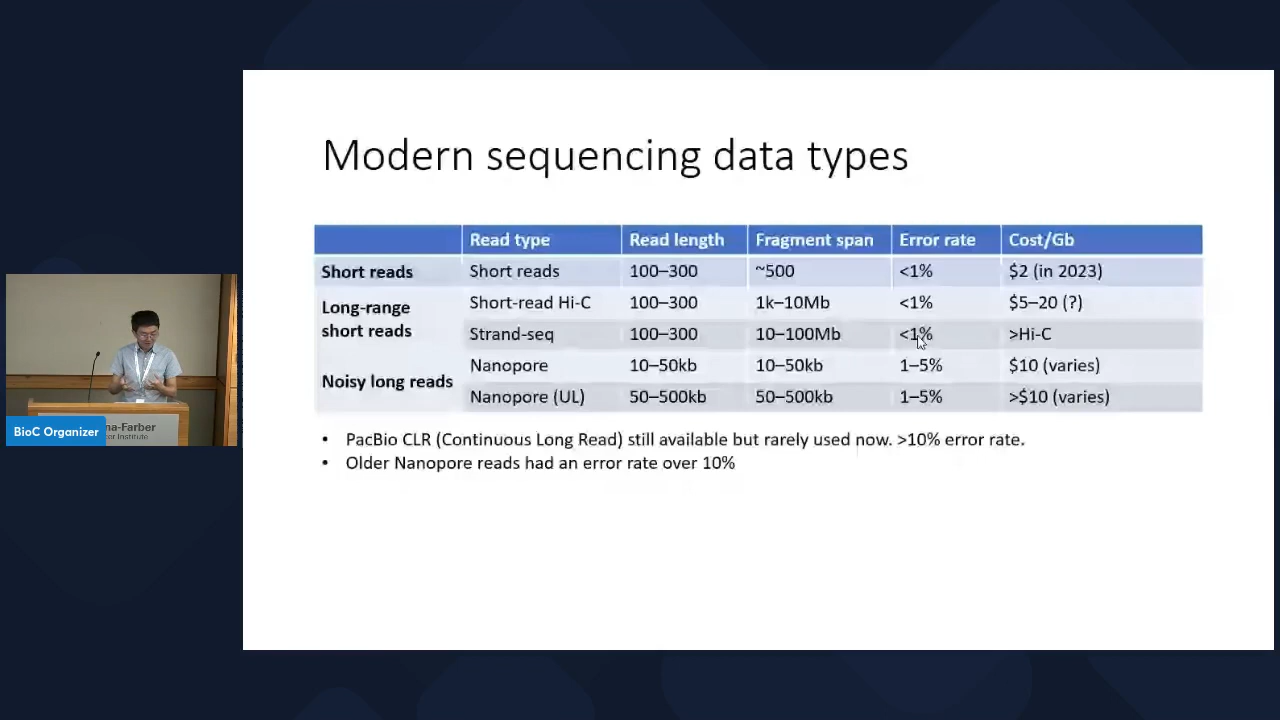 Modern sequencing data types
Read type Read length Fragment span Error rate Cost/Gb
Short reads Short reads 100–300 ~500 <1% $2 (in 2023)
Long-range short reads
Short-read Hi-C 100–300 1k–10Mb <1% $5–20 (?)
Strand-seq 100–300 10–100Mb <1% >Hi-C
Noisy long reads
Nanopore 10–50kb 10–50kb 1–5% $10 (varies)
Nanopore (UL) 50–500kb 50–500kb 1–5% >$10 (varies)
• PacBio CLR (Continuous Long Read) still available but rarely used now. >10% error rate.
• Older Nanopore reads had an error rate over 10%
BioC Organizer
na-Farber
er Institute